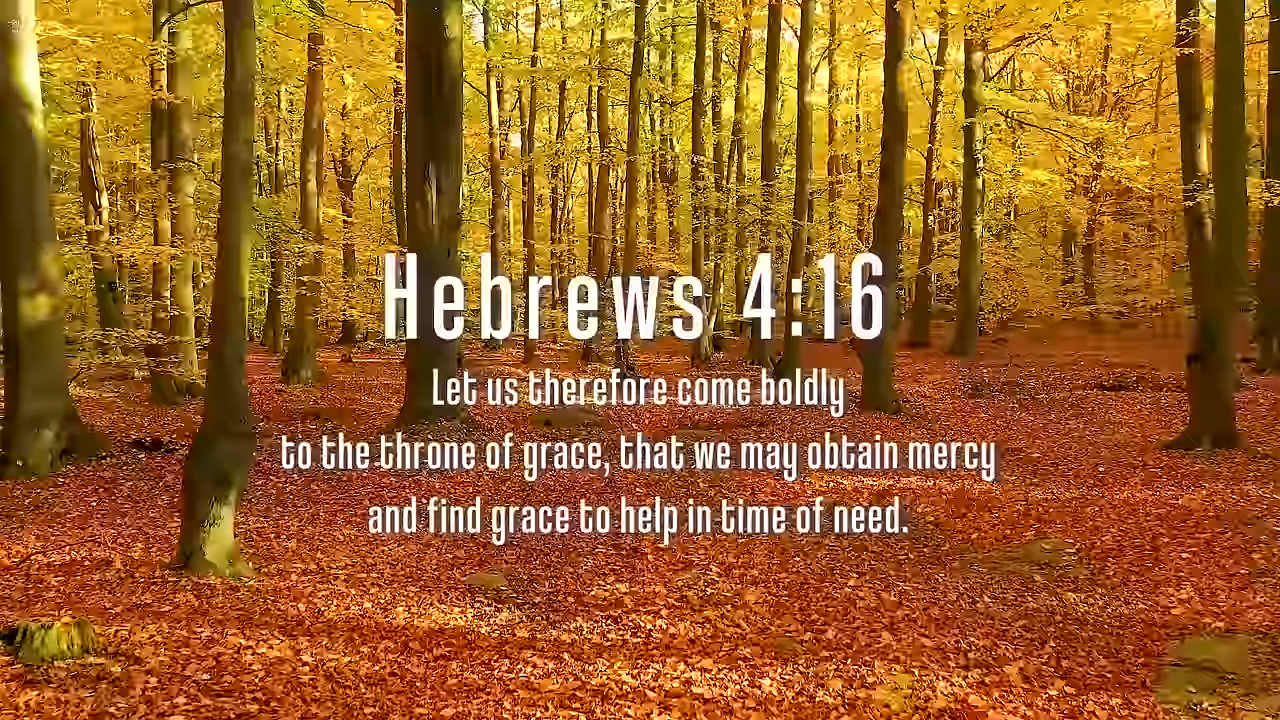 Hebrews 4:16
Let us therefore come boldly
to the throne of grace, that we may obtain mercy
and find grace to help in time of need.